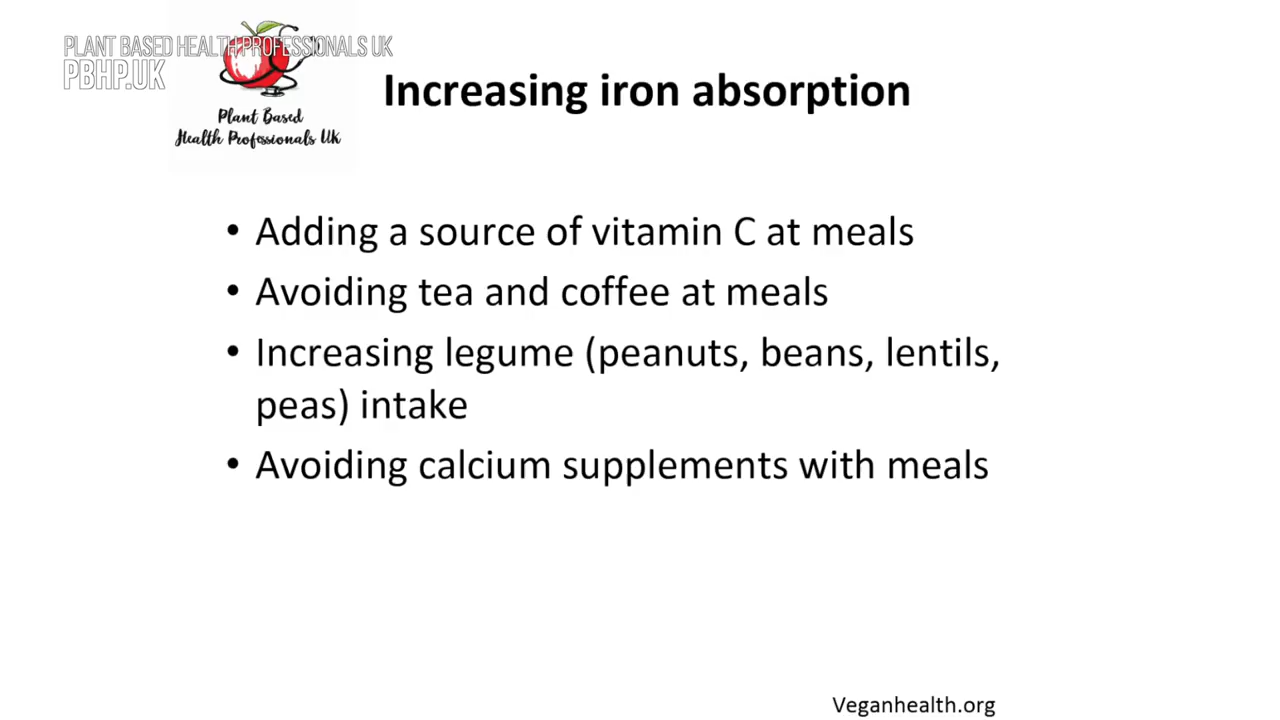 PLANT BASED HEALTH PROFESSIONALS UK
PBHP.UK
Plant Based
Health Professionals UK
Increasing iron absorption
• Adding a source of vitamin C at meals
• Avoiding tea and coffee at meals
• Increasing legume (peanuts, beans, lentils,
peas) intake
• Avoiding calcium supplements with meals
Veganhealth.org